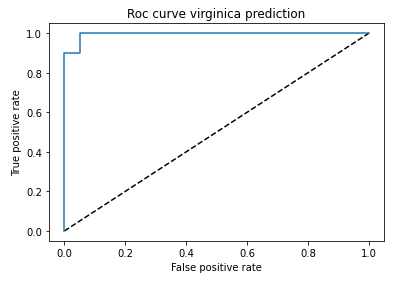 Roc curve virginica prediction
1.0
0.8
0.6
0.4
0.2
0.0
True positive rate
0.0 0.2 0.4 0.6 0.8 1.0
False positive rate